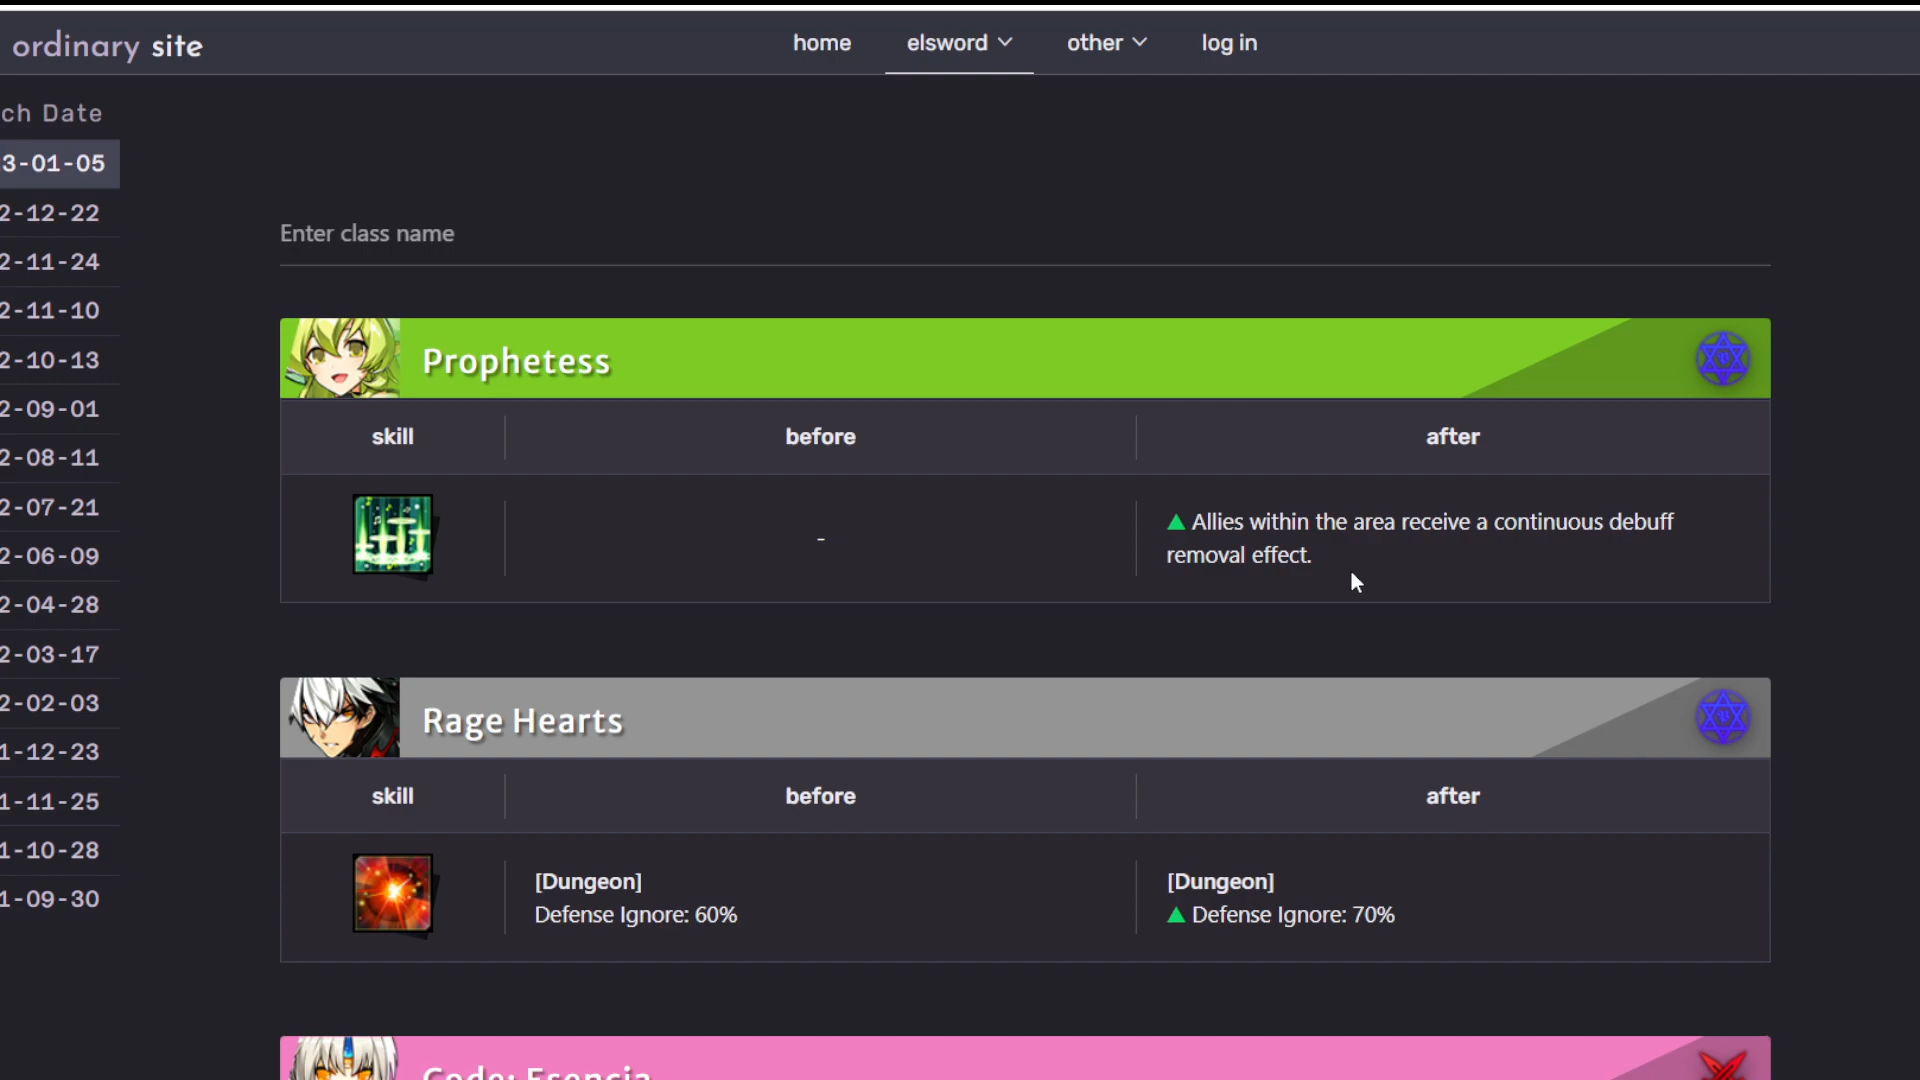 ordinary site
home
elsword
other
log in
ch Date
3-01-05
2-12-22
2-11-24
2-11-10
2-10-13
2-09-01
2-08-11
2-07-21
2-06-09
2-04-28
2-03-17
2-02-03
1-12-23
1-11-25
1-10-28
1-09-30
Enter class name
Prophetess
skill
before
after
-
▲ Allies within the area receive a continuous debuff
removal effect.
Rage Hearts
skill
before
after
[Dungeon]
Defense Ignore: 60%
[Dungeon]
▲ Defense Ignore: 70%
Code: Esencia